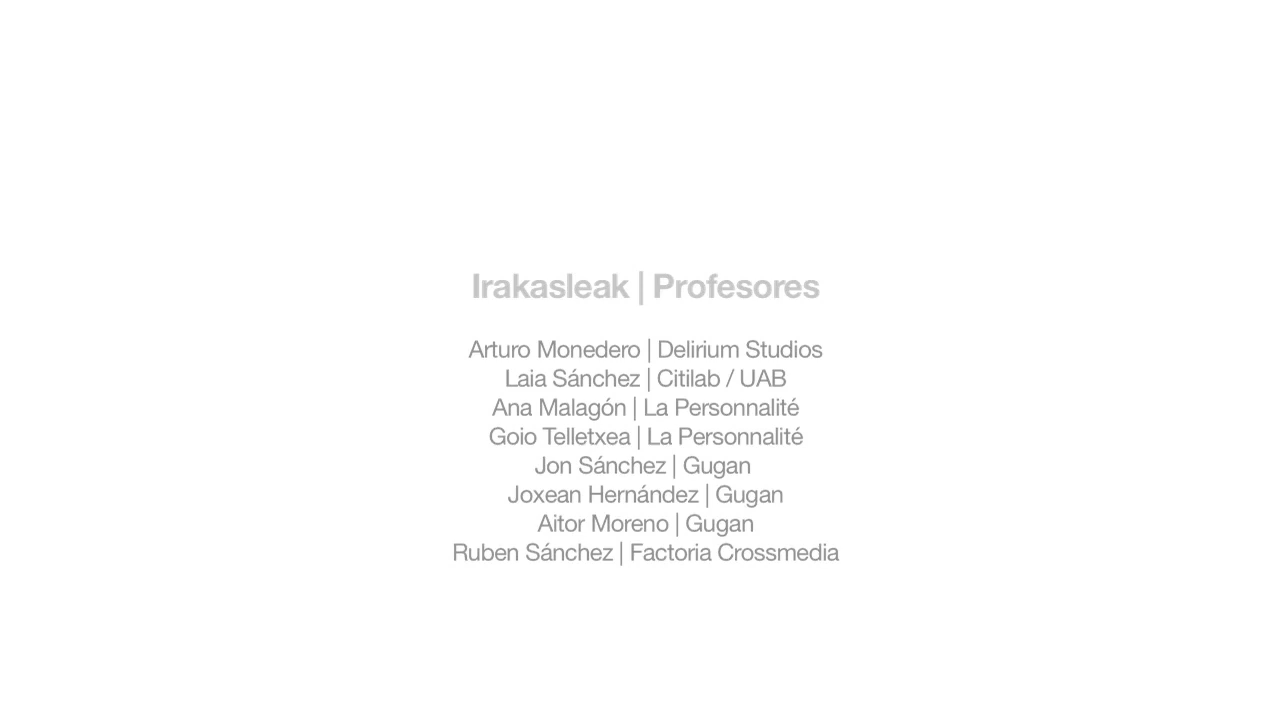 Irakasleak | Profesores
Arturo Monedero | Delirium Studios
Laia Sánchez | Citilab / UAB
Ana Malagón | La Personnalité
Goio Telletxea | La Personnalité
Jon Sánchez | Gugan
Joxean Hernández | Gugan
Aitor Moreno | Gugan
Ruben Sánchez | Factoria Crossmedia